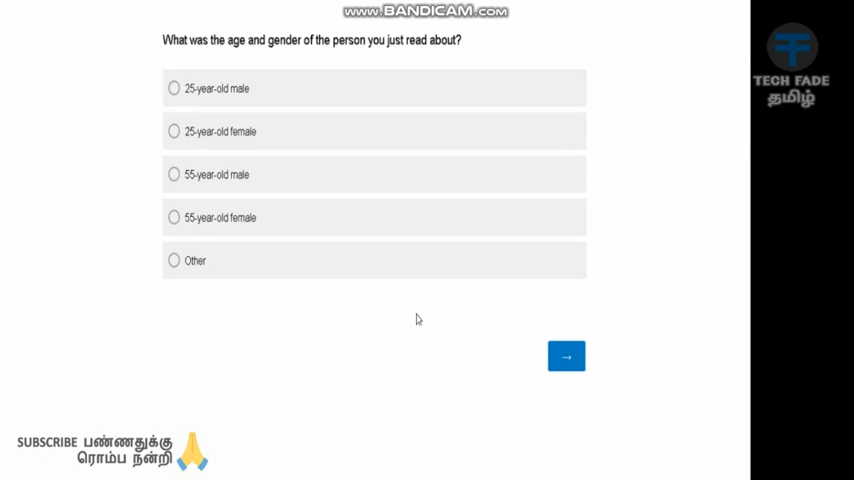 www.BANDICAM.com
What was the age and gender of the person you just read about?
25-year-old male
25-year-old female
55-year-old male
55-year-old female
Other
→
TECH FADE
தமிழ்
SUBSCRIBE பண்ணதுக்கு
ரொம்ப நன்றி